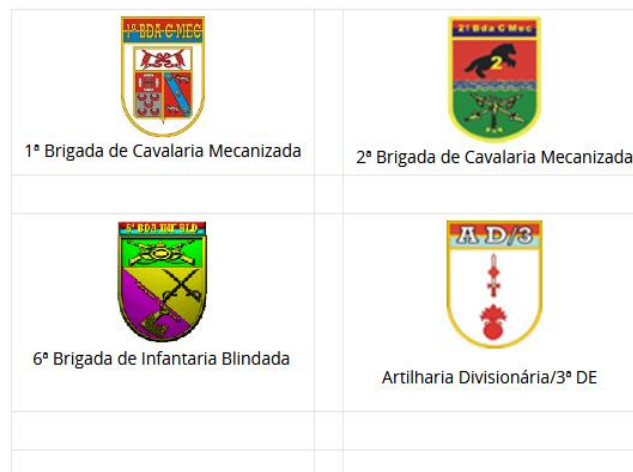 1ª BDA C MEC
2ª Bda C Mec
2
1ª Brigada de Cavalaria Mecanizada
2ª Brigada de Cavalaria Mecanizada
BDA INF BLD
A D/3
6ª Brigada de Infantaria Blindada
Artilharia Divisionária/3ª DE